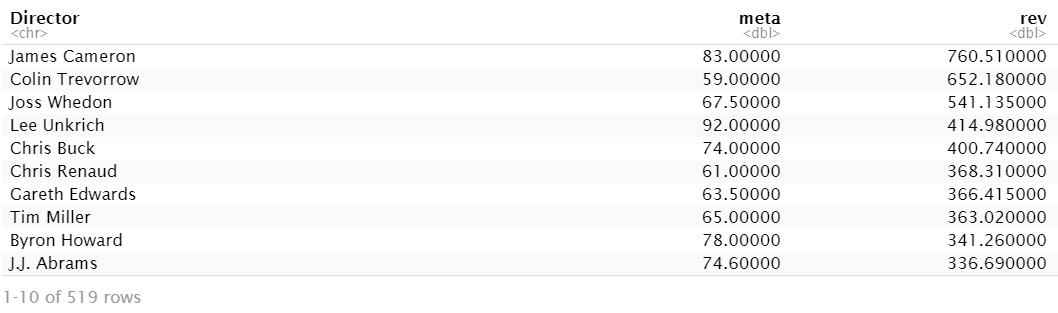 Director meta rev
<chr> <dbl> <dbl>
James Cameron 83.00000 760.510000
Colin Trevorrow 59.00000 652.180000
Joss Whedon 67.50000 541.135000
Lee Unkrich 92.00000 414.980000
Chris Buck 74.00000 400.740000
Chris Renaud 61.00000 368.310000
Gareth Edwards 63.50000 366.415000
Tim Miller 65.00000 363.020000
Byron Howard 78.00000 341.260000
J.J. Abrams 74.60000 336.690000
1-10 of 519 rows